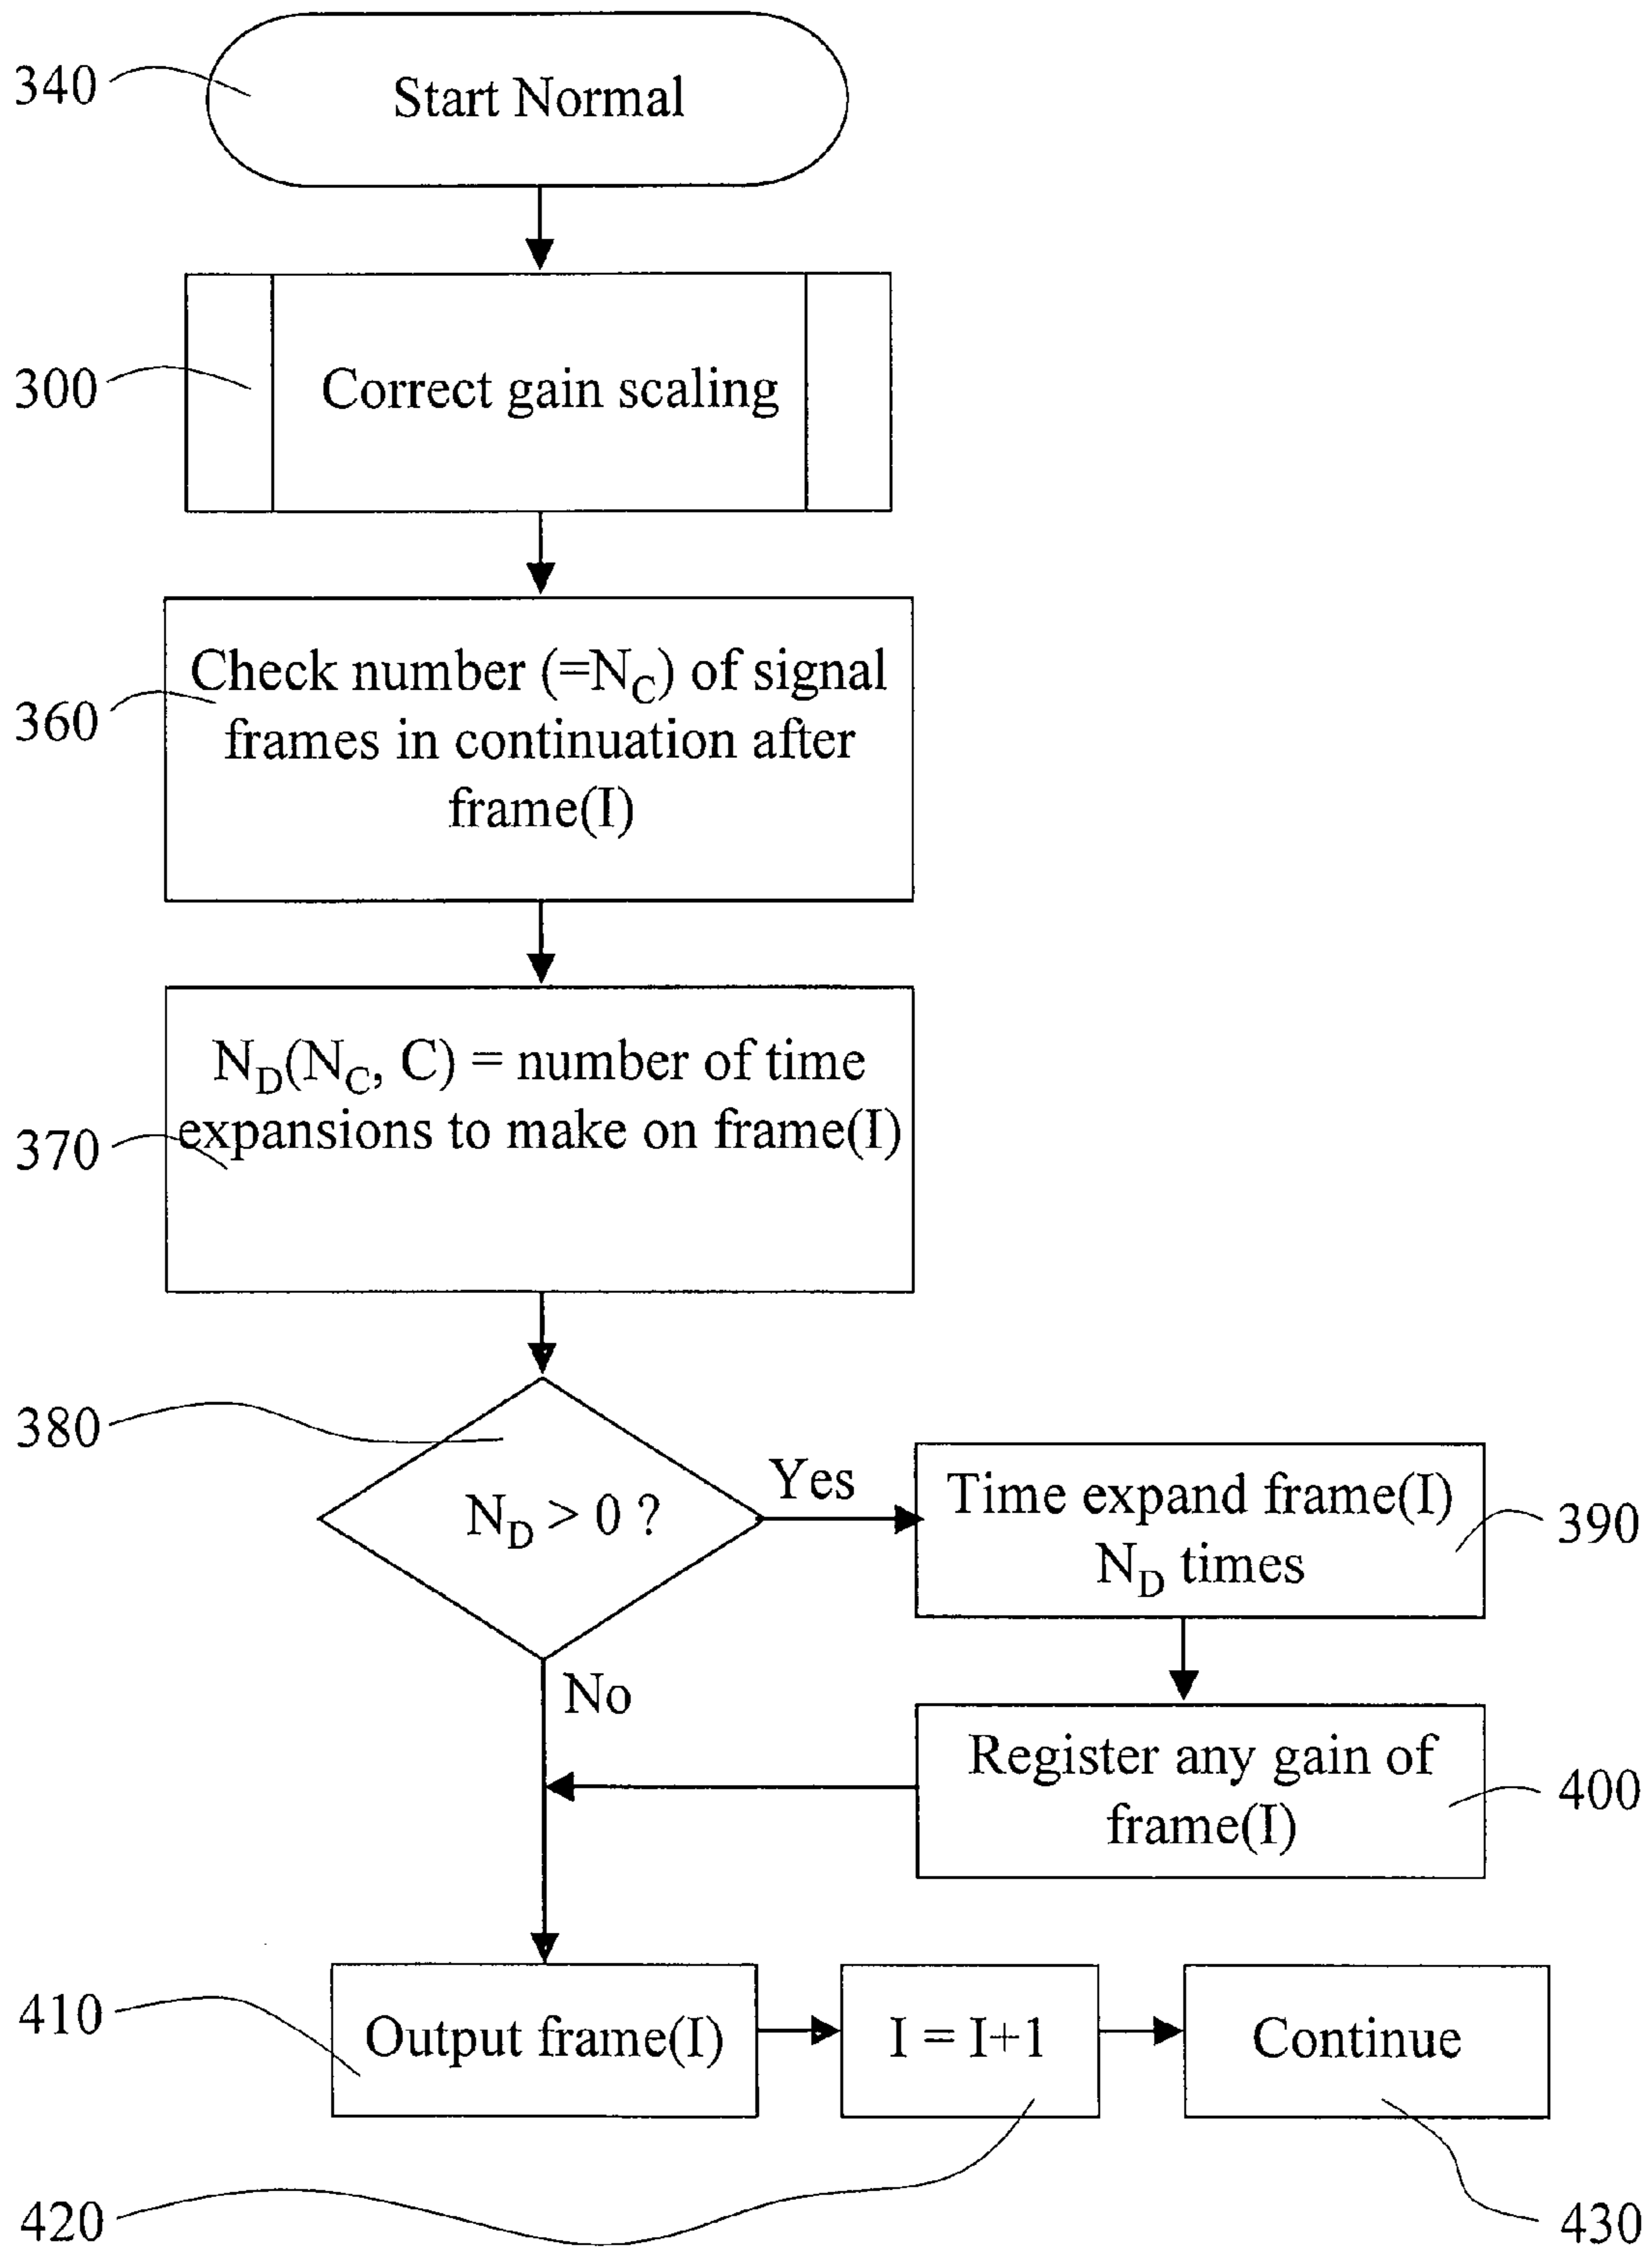 340
Start Normal
300
Correct gain scaling
360
Check number (=N_C) of signal
frames in continuation after
frame(I)
370
N_D(N_C, C) = number of time
expansions to make on frame(I)
380
N_D > 0 ?
Yes
Time expand frame(I)
N_D times
390
No
Register any gain of
frame(I)
400
410
Output frame(I)
I = I+1
Continue
420
430